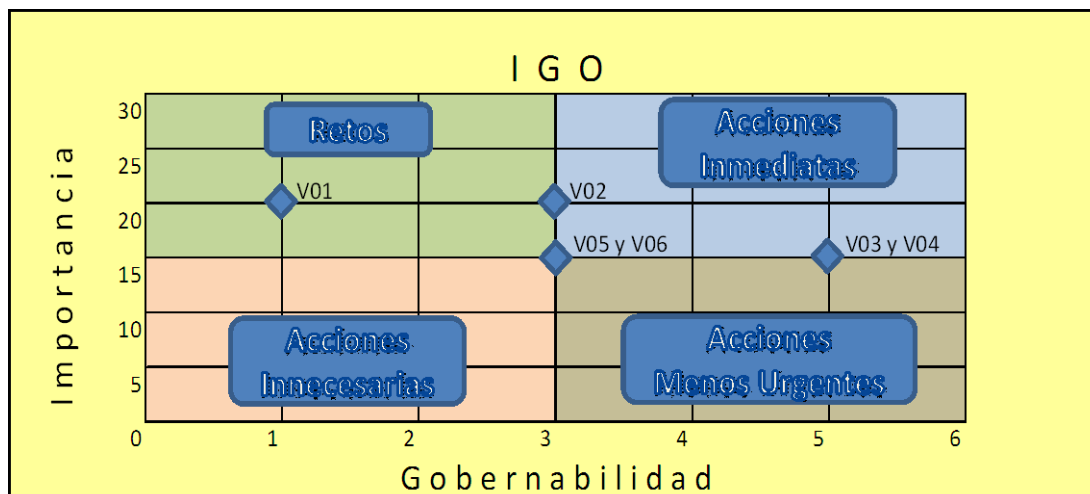 I G O
30
25
20
15
10
5
0
Importancia
Retos
Acciones
Inmediatas
V01
V02
V05 y V06
V03 y V04
Acciones
Innecesarias
Acciones
Menos Urgentes
1 2 3 4 5 6
Gobernabilidad